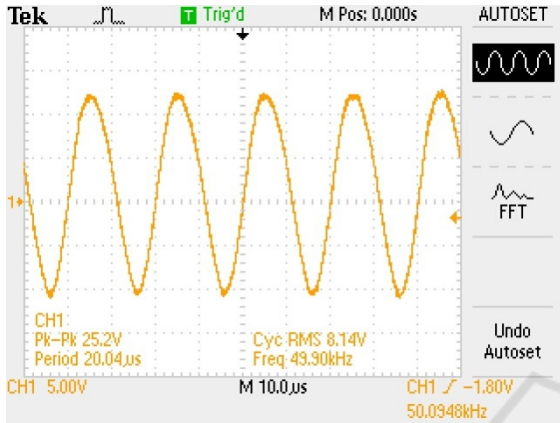 Tek T Trig'd M Pos: 0.000s AUTOSET
FFT
1
CH1
Pk-Pk 25.2V Cyc RMS 8.14V
Period 20.04µs Freq 49.90kHz
Undo
Autoset
CH1 5.00V M 10.0µs CH1 -1.80V
50.0948kHz